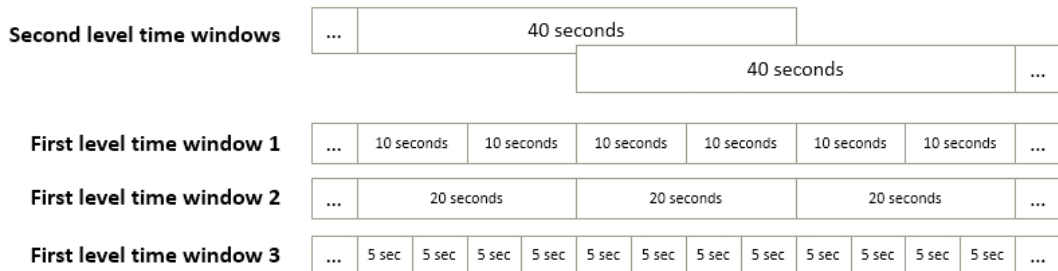 Second level time windows ... 40 seconds
40 seconds ...
First level time window 1 ... 10 seconds 10 seconds 10 seconds 10 seconds 10 seconds 10 seconds ...
First level time window 2 ... 20 seconds 20 seconds 20 seconds ...
First level time window 3 ... 5 sec 5 sec 5 sec 5 sec 5 sec 5 sec 5 sec 5 sec 5 sec 5 sec 5 sec 5 sec ...